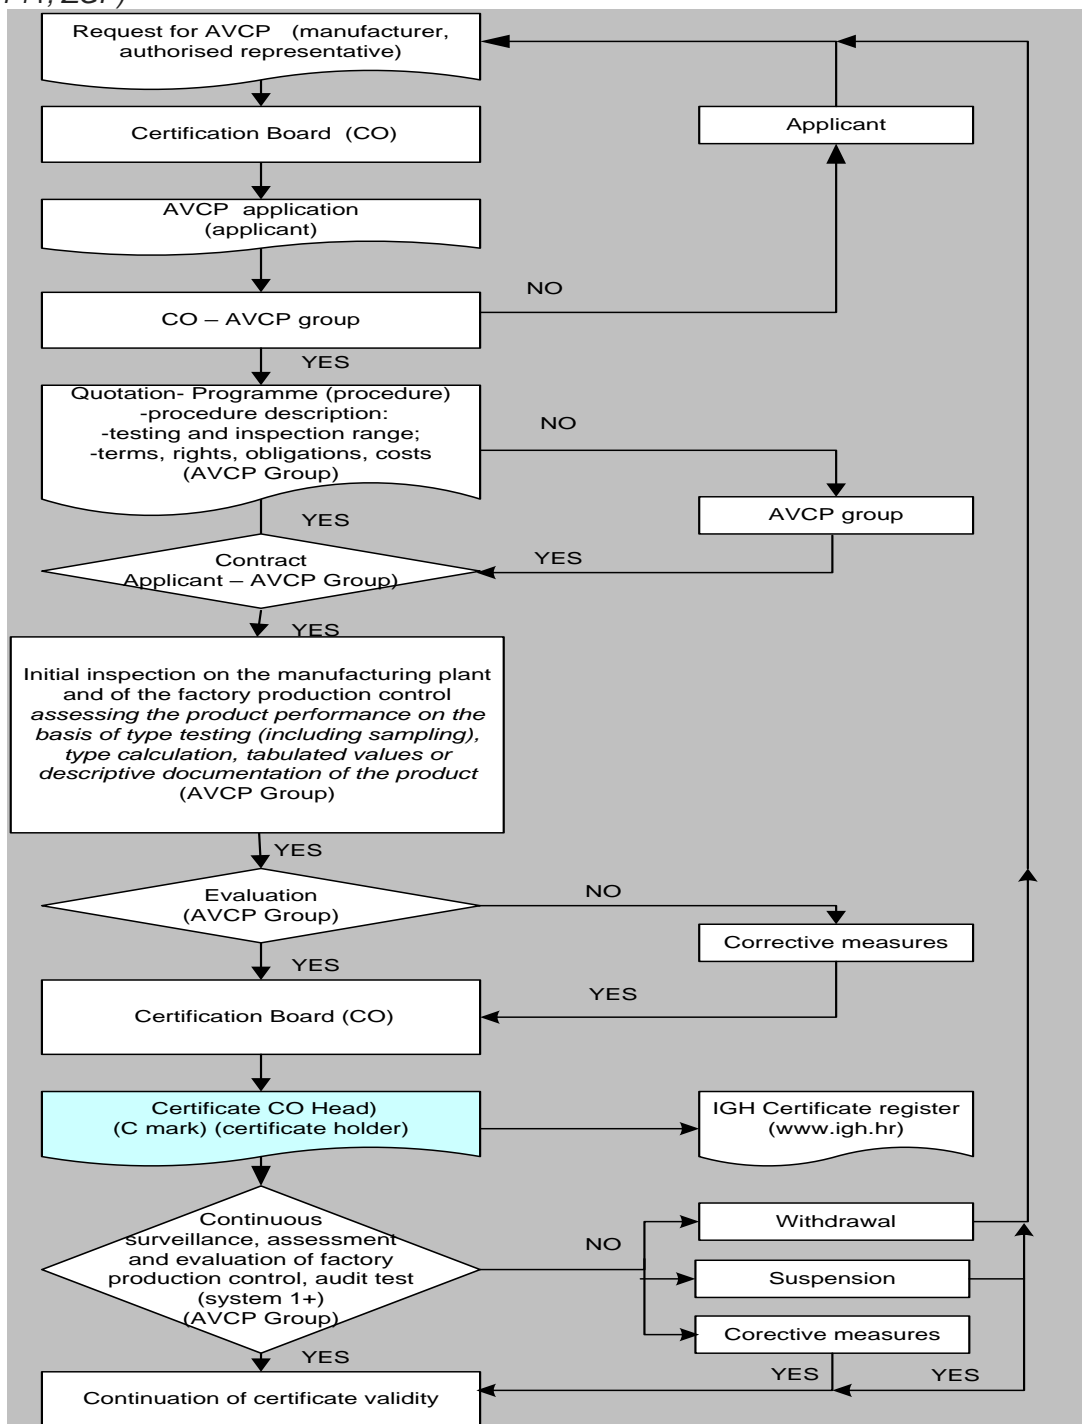 Request for AVCP (manufacturer,
authorised representative)
Certification Board (CO)
Applicant
AVCP application
(applicant)
NO
CO – AVCP group
YES
Quotation- Programme (procedure)
-procedure description:
-testing and inspection range;
-terms, rights, obligations, costs
(AVCP Group)
NO
YES
AVCP group
Contract
Applicant – AVCP Group)
YES
YES
Initial inspection on the manufacturing plant
and of the factory production control
assessing the product performance on the
basis of type testing (including sampling),
type calculation, tabulated values or
descriptive documentation of the product
(AVCP Group)
YES
Evaluation
(AVCP Group)
NO
Corrective measures
YES
YES
Certification Board (CO)
Certificate CO Head)
(C mark) (certificate holder)
IGH Certificate register
(www.igh.hr)
Continuous
surveillance, assessment
and evaluation of factory
production control, audit test
(system 1+)
(AVCP Group)
NO
Withdrawal
Suspension
Corective measures
YES
YES
YES
Continuation of certificate validity